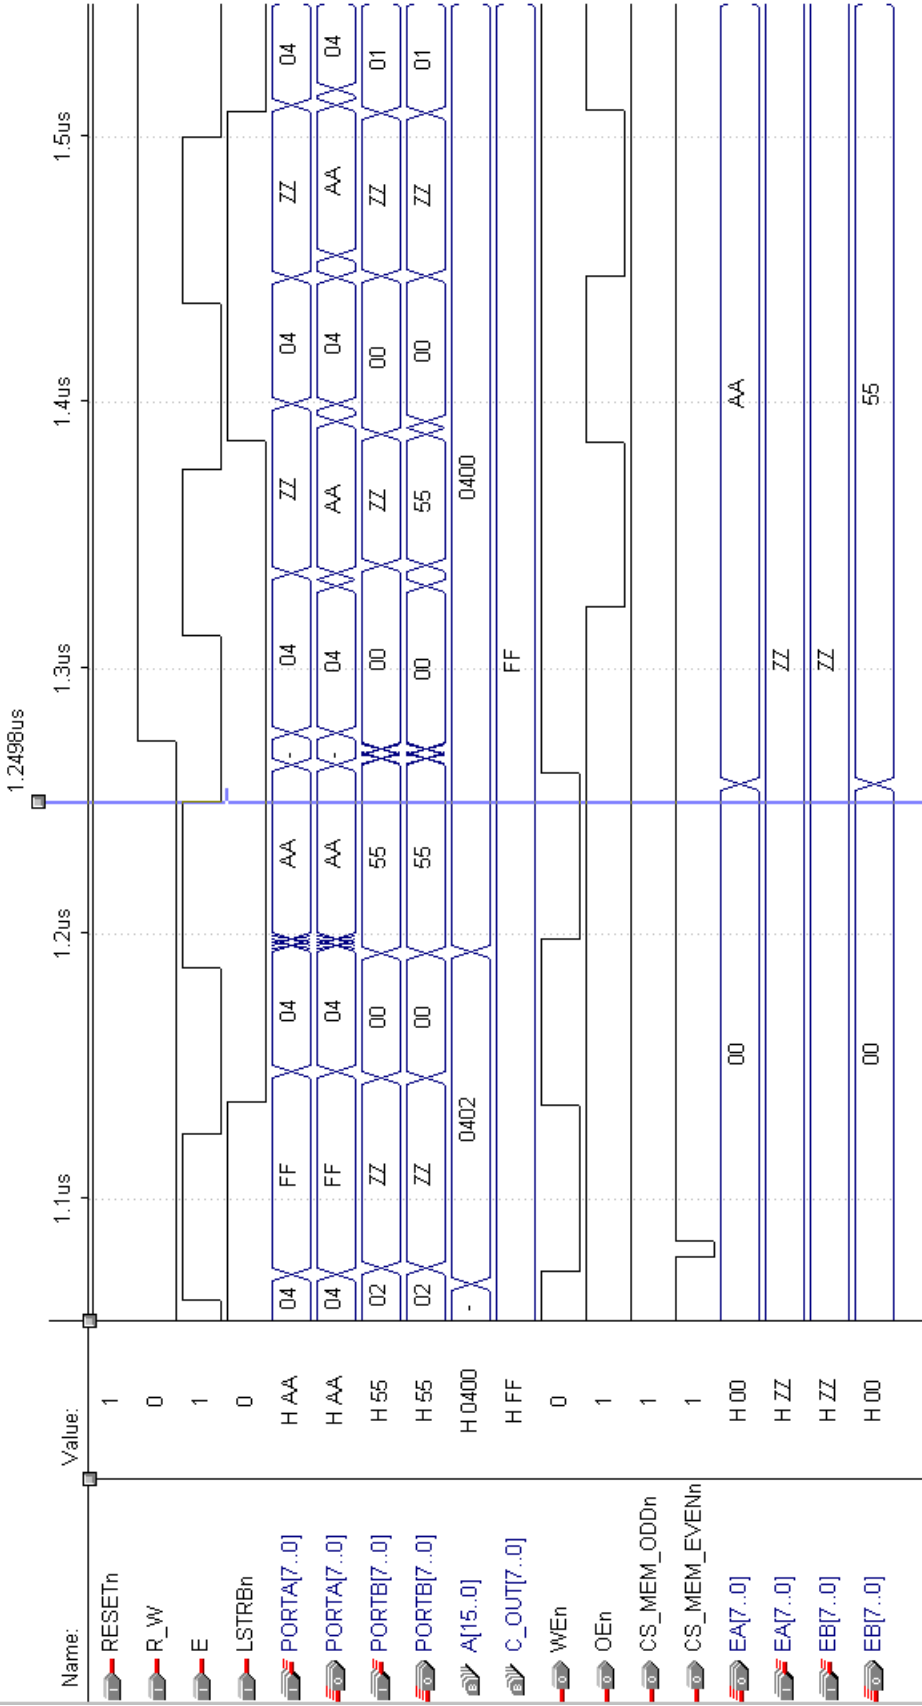 1.2498us
Name: Value: 1.1us 1.2us 1.3us 1.4us 1.5us
RESETn 1
R_W 0
E 1
LSTRBn 0
PORTA[7..0] H AA 04 FF 04 AA - 04 ZZ 04 ZZ 04
PORTA[7..0] H AA 04 FF 04 AA - 04 AA 04 AA 04
PORTB[7..0] H 55 02 ZZ 00 55 00 ZZ 00 ZZ 01
PORTB[7..0] H 55 02 ZZ 00 55 00 55 00 ZZ 01
A[15..0] H 0400 - 0402 0400
C_OUT[7..0] H FF FF
WEn 0
OEn 1
CS_MEM_ODDn 1
CS_MEM_EVENn 1
EA[7..0] H 00 00 AA
EA[7..0] H ZZ ZZ
EB[7..0] H ZZ ZZ
EB[7..0] H 00 00 55